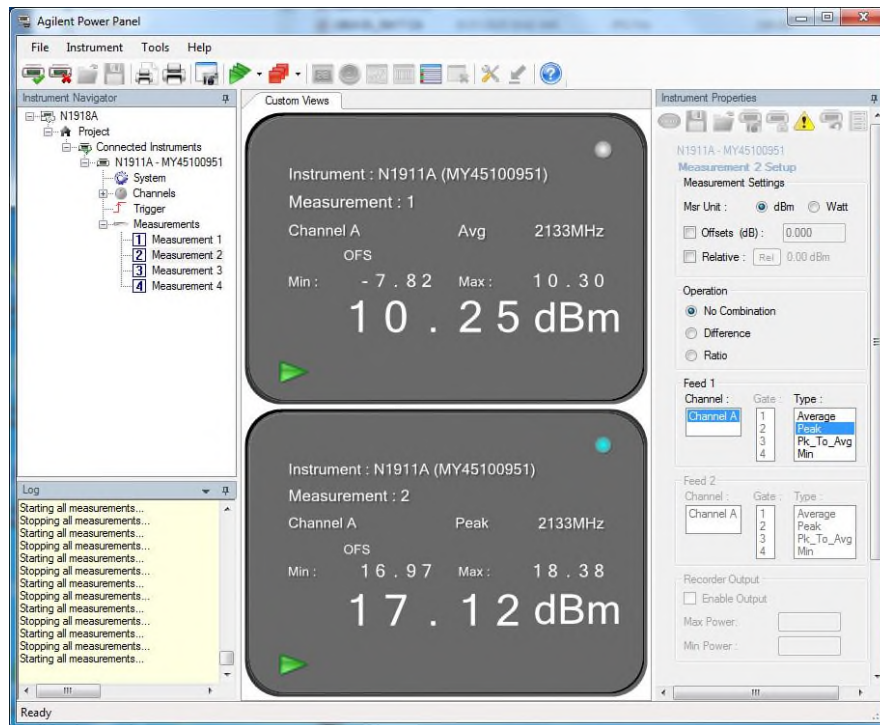 Agilent Power Panel
File Instrument Tools Help
Instrument Navigator
N1918A
Project
Connected Instruments
N1911A - MY45100951
System
Channels
Trigger
Measurements
1 Measurement 1
2 Measurement 2
3 Measurement 3
4 Measurement 4
Log
Starting all measurements...
Stopping all measurements...
Starting all measurements...
Stopping all measurements...
Starting all measurements...
Stopping all measurements...
Starting all measurements...
Stopping all measurements...
Starting all measurements...
Stopping all measurements...
Starting all measurements...
Stopping all measurements...
Starting all measurements...
Custom Views
Instrument : N1911A (MY45100951)
Measurement : 1
Channel A Avg 2133MHz
OFS
Min : -7.82 Max : 10.30
10.25 dBm
Instrument : N1911A (MY45100951)
Measurement : 2
Channel A Peak 2133MHz
OFS
Min : 16.97 Max : 18.38
17.12 dBm
Instrument Properties
N1911A - MY45100951
Measurement 2 Setup
Measurement Settings
Msr Unit : dBm Watt
Offsets (dB) : 0.000
Relative : Rel 0.00 dBm
Operation
No Combination
Difference
Ratio
Feed 1
Channel : Gate : Type :
Channel A 1 Average
2 Peak
3 Pk_To_Avg
4 Min
Feed 2
Channel : Gate : Type :
Channel A 1 Average
2 Peak
3 Pk_To_Avg
4 Min
Recorder Output
Enable Output
Max Power:
Min Power :
Ready